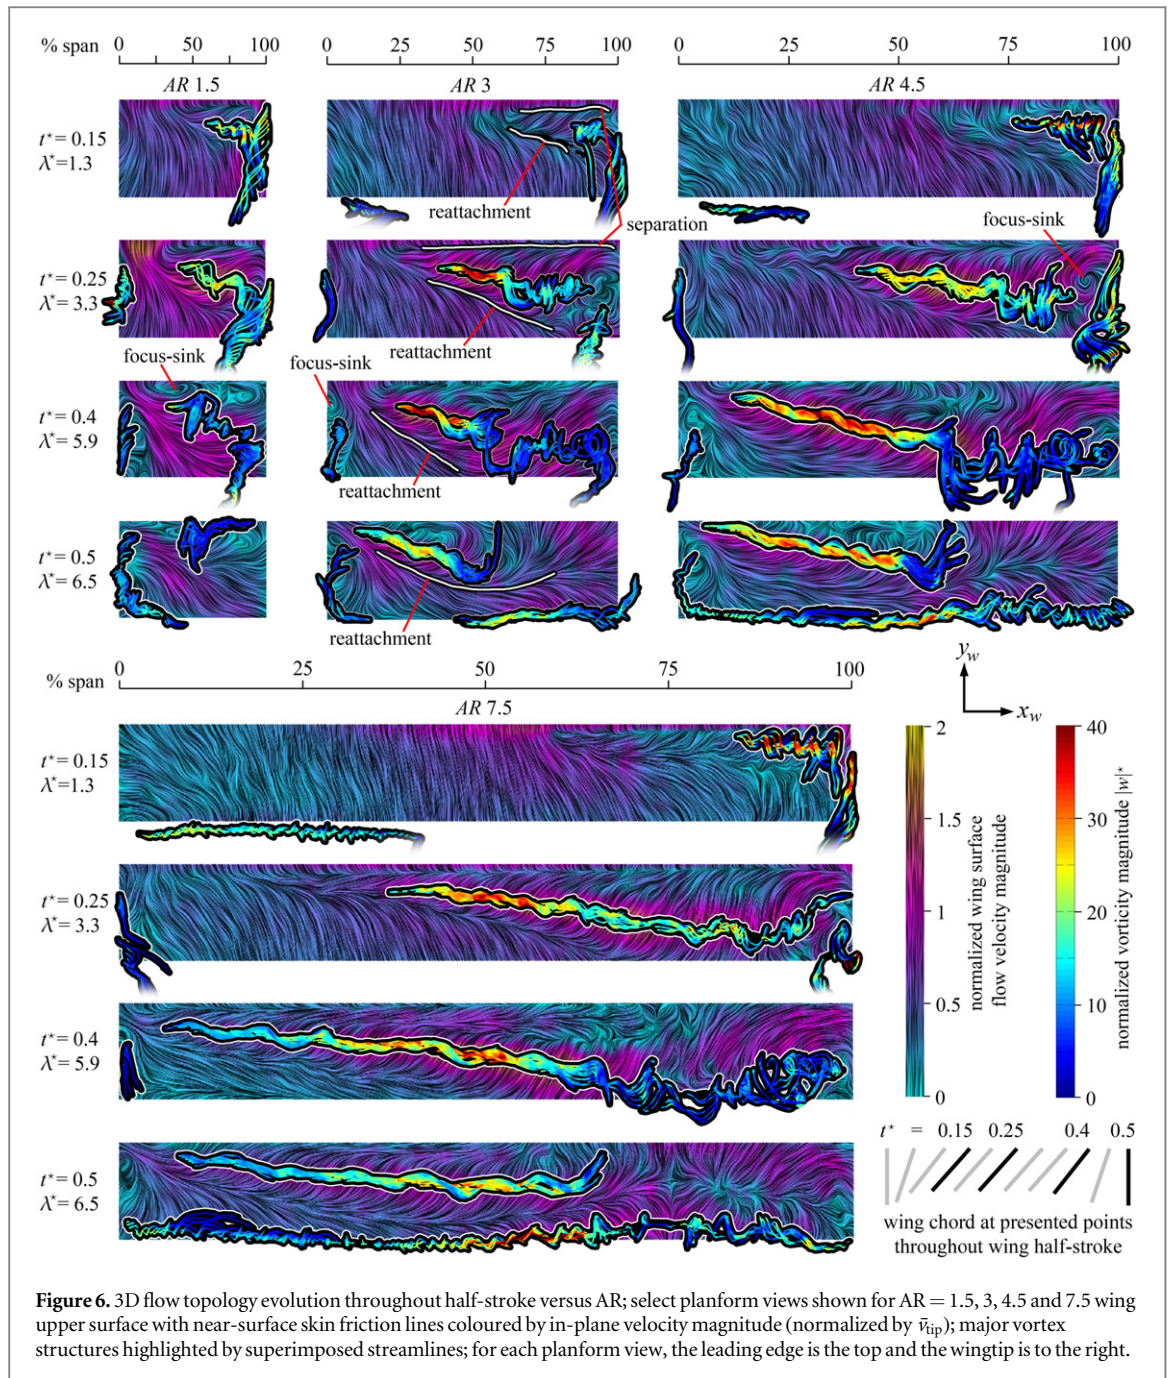 % span
0 50 100
0 25 50 75 100
0 25 50 75 100
AR 1.5
AR 3
AR 4.5
t* = 0.15
λ* =1.3
reattachment
separation
focus-sink
t* = 0.25
λ* = 3.3
reattachment
focus-sink
focus-sink
t* = 0.4
λ* = 5.9
reattachment
t* = 0.5
λ* = 6.5
reattachment
% span
0 25 50 75 100
AR 7.5
t* = 0.15
λ* =1.3
t* = 0.25
λ* = 3.3
t* = 0.4
λ* = 5.9
t* = 0.5
λ* = 6.5
y_w
x_w
2
1.5
1
0.5
0
normalized wing surface
flow velocity magnitude
40
30
20
10
0
normalized vorticity magnitude |w|*
t* = 0.15 0.25 0.4 0.5
wing chord at presented points
throughout wing half-stroke
Figure 6. 3D flow topology evolution throughout half-stroke versus AR; select planform views shown for AR = 1.5, 3, 4.5 and 7.5 wing
upper surface with near-surface skin friction lines coloured by in-plane velocity magnitude (normalized by v̄_tip); major vortex
structures highlighted by superimposed streamlines; for each planform view, the leading edge is the top and the wingtip is to the right.